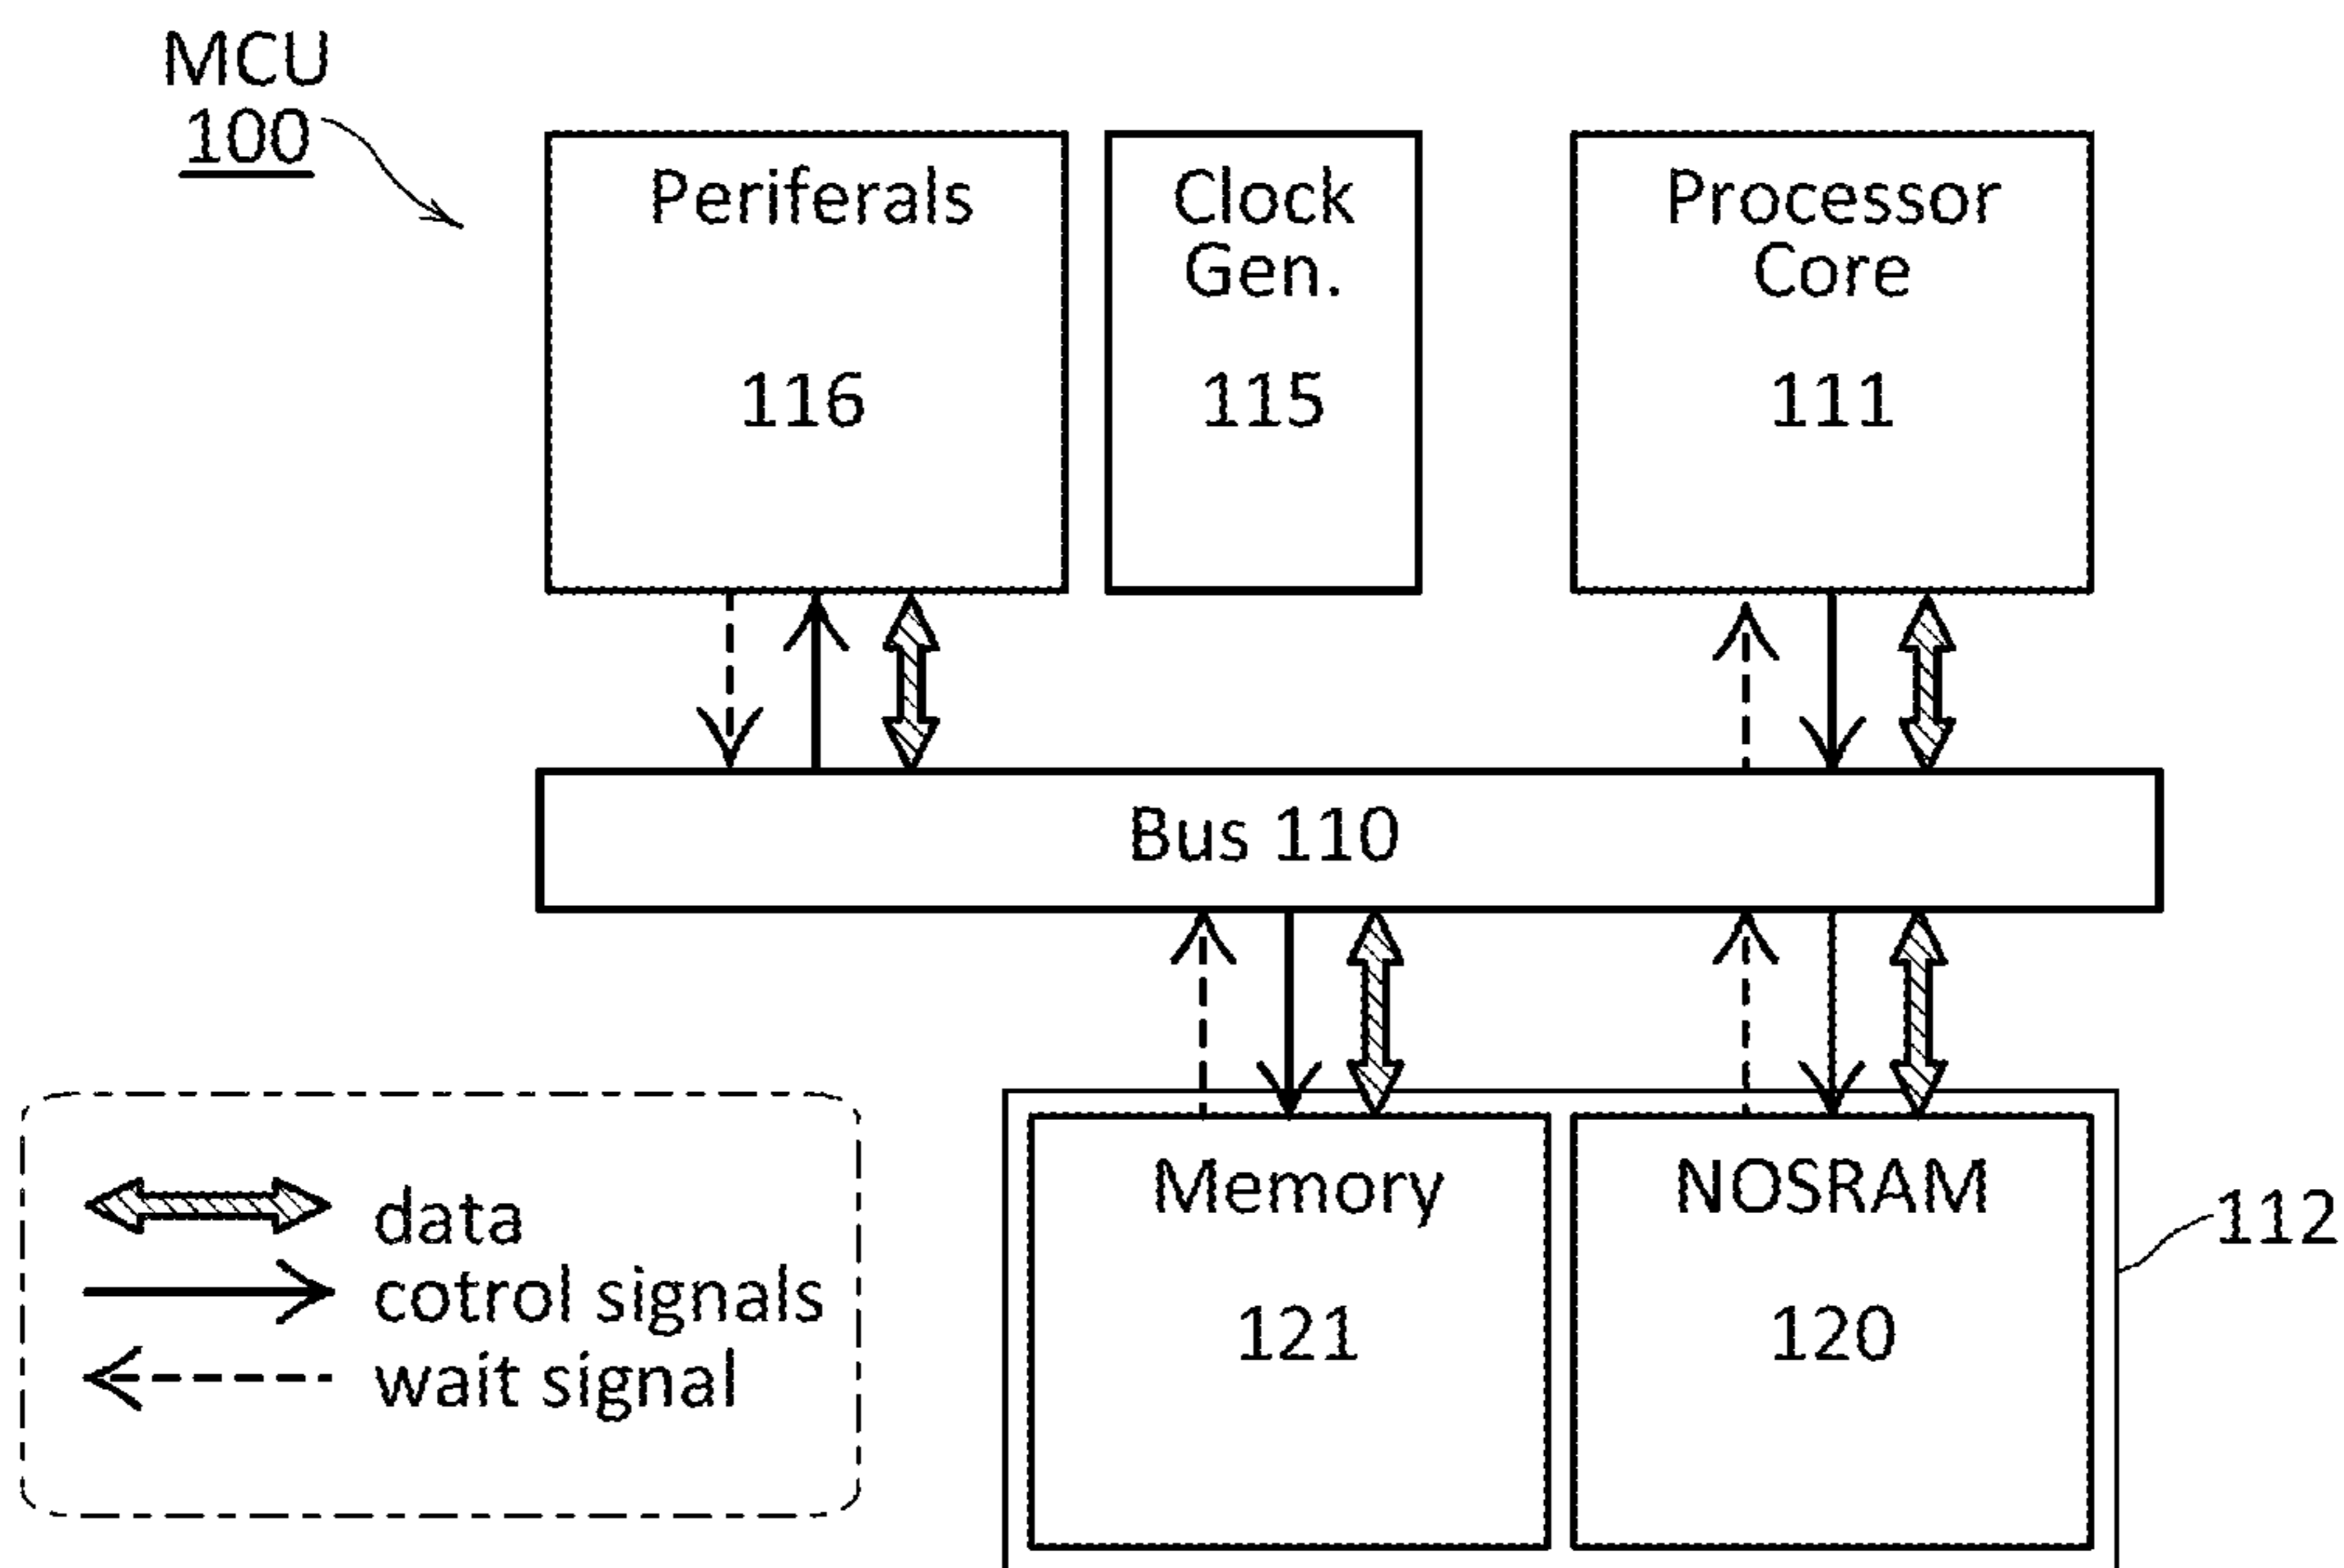 MCU
100
Periferals
116
Clock
Gen.
115
Processor
Core
111
Bus 110
Memory
121
NOSRAM
120
112
data
cotrol signals
wait signal